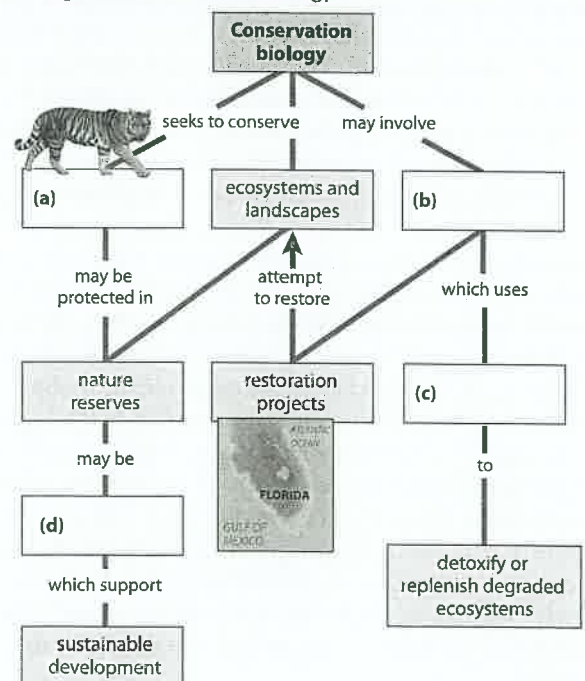 Conservation
biology
seeks to conserve
may involve
(a)
ecosystems and
landscapes
(b)
may be
protected in
attempt
to restore
which uses
nature
reserves
restoration
projects
(c)
ATLANTIC
OCEAN
FLORIDA
GULF OF
MEXICO
may be
to
(d)
detoxify or
replenish degraded
ecosystems
which support
sustainable
development